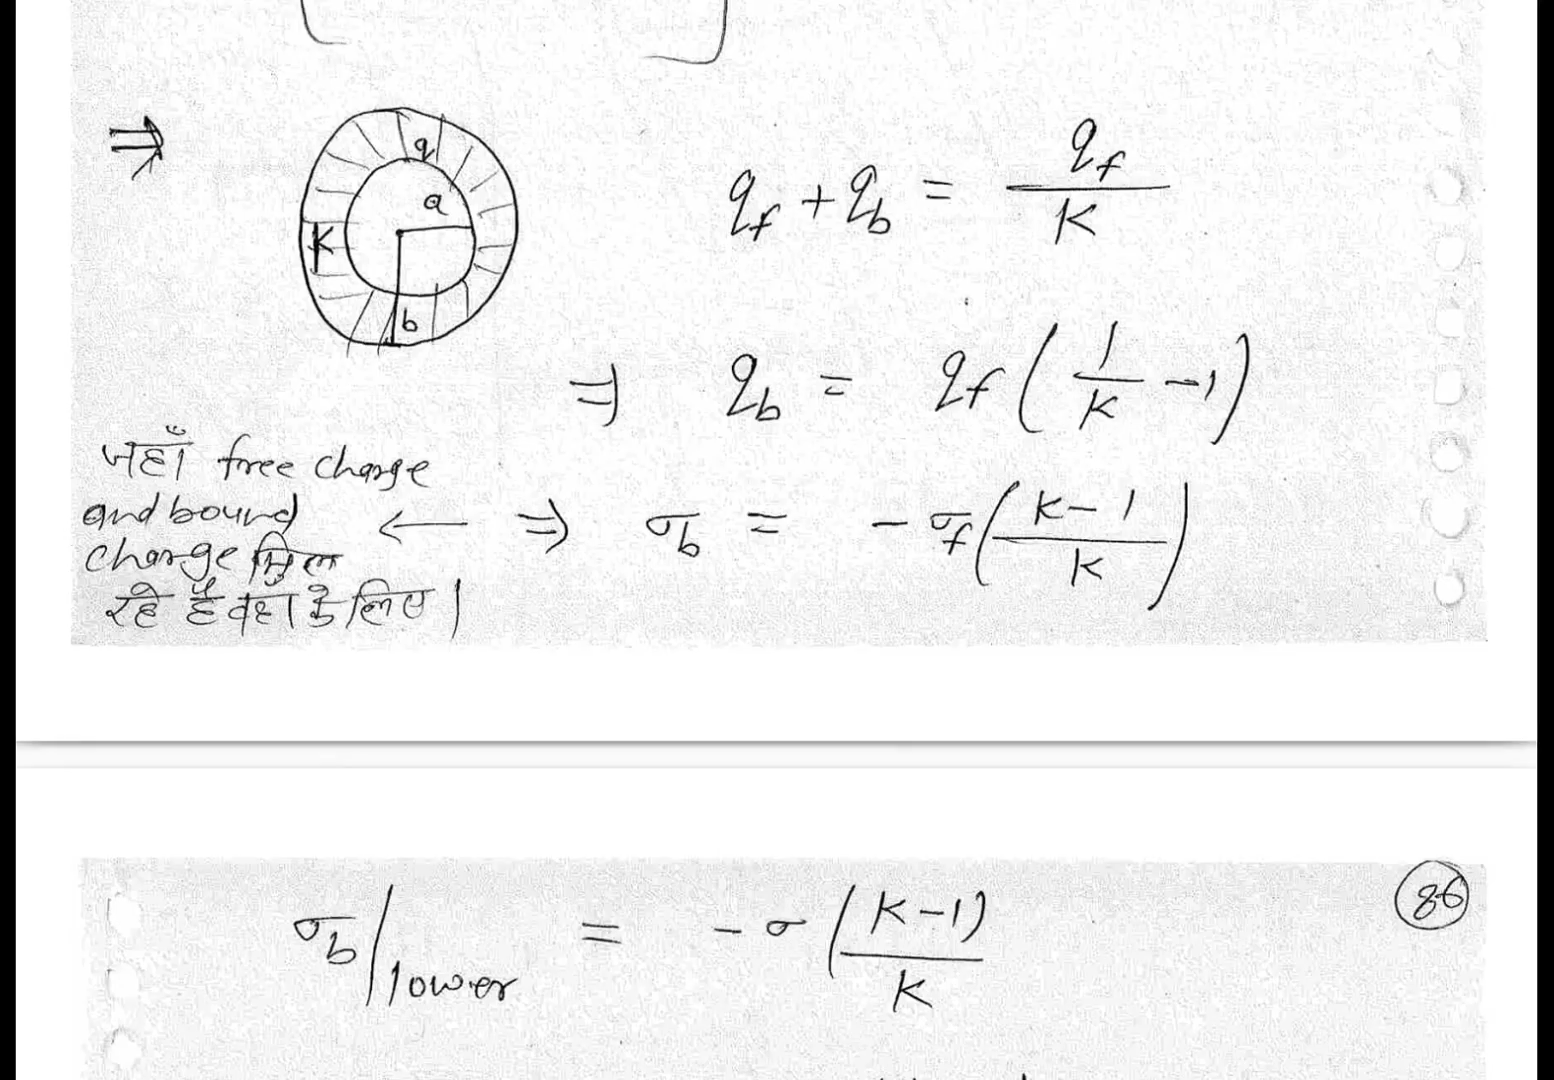 ⇒
q
a
K
b
q_f + q_b = q_f / K
⇒ q_b = q_f (1/K - 1)
जहाँ free charge
and bound
charge मिल
रहे हैं वहा के लिए।
← ⇒ σ_b = - σ_f (K-1 / K)
86
σ_b | lower = - σ (K-1) / K